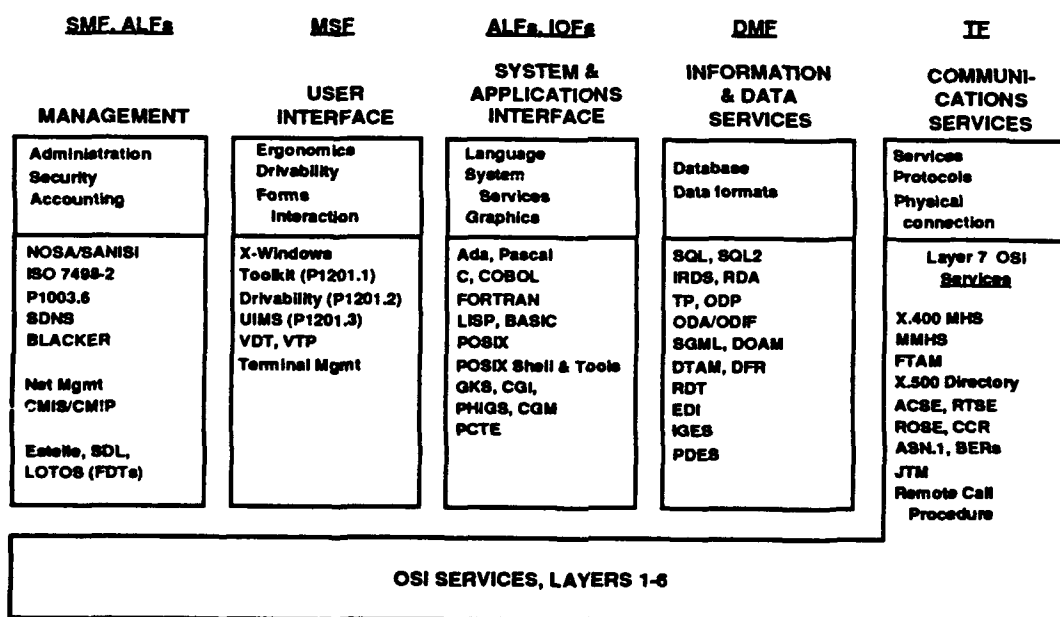 SMF, ALFs
MANAGEMENT
Administration
Security
Accounting
NOSA/SANISI
ISO 7498-2
P1003.6
SDNS
BLACKER
Net Mgmt
CMIS/CMIP
Estelle, SDL,
LOTOS (FDTs)
MSF
USER
INTERFACE
Ergonomics
Drivability
Forms
Interaction
X-Windows
Toolkit (P1201.1)
Drivability (P1201.2)
UIMS (P1201.3)
VDT, VTP
Terminal Mgmt
ALFs, IOFs
SYSTEM &
APPLICATIONS
INTERFACE
Language
System
Services
Graphics
Ada, Pascal
C, COBOL
FORTRAN
LISP, BASIC
POSIX
POSIX Shell & Tools
GKS, CGI,
PHIGS, CGM
PCTE
DMF
INFORMATION
& DATA
SERVICES
Database
Data formats
SQL, SQL2
IRDS, RDA
TP, ODP
ODA/ODIF
SGML, DOAM
DTAM, DFR
RDT
EDI
IGES
PDES
TF
COMMUNI-
CATIONS
SERVICES
Services
Protocols
Physical
connection
Layer 7 OSI
Services
X.400 MHS
MMHS
FTAM
X.500 Directory
ACSE, RTSE
ROSE, CCR
ASN.1, BERs
JTM
Remote Call
Procedure
OSI SERVICES, LAYERS 1-6